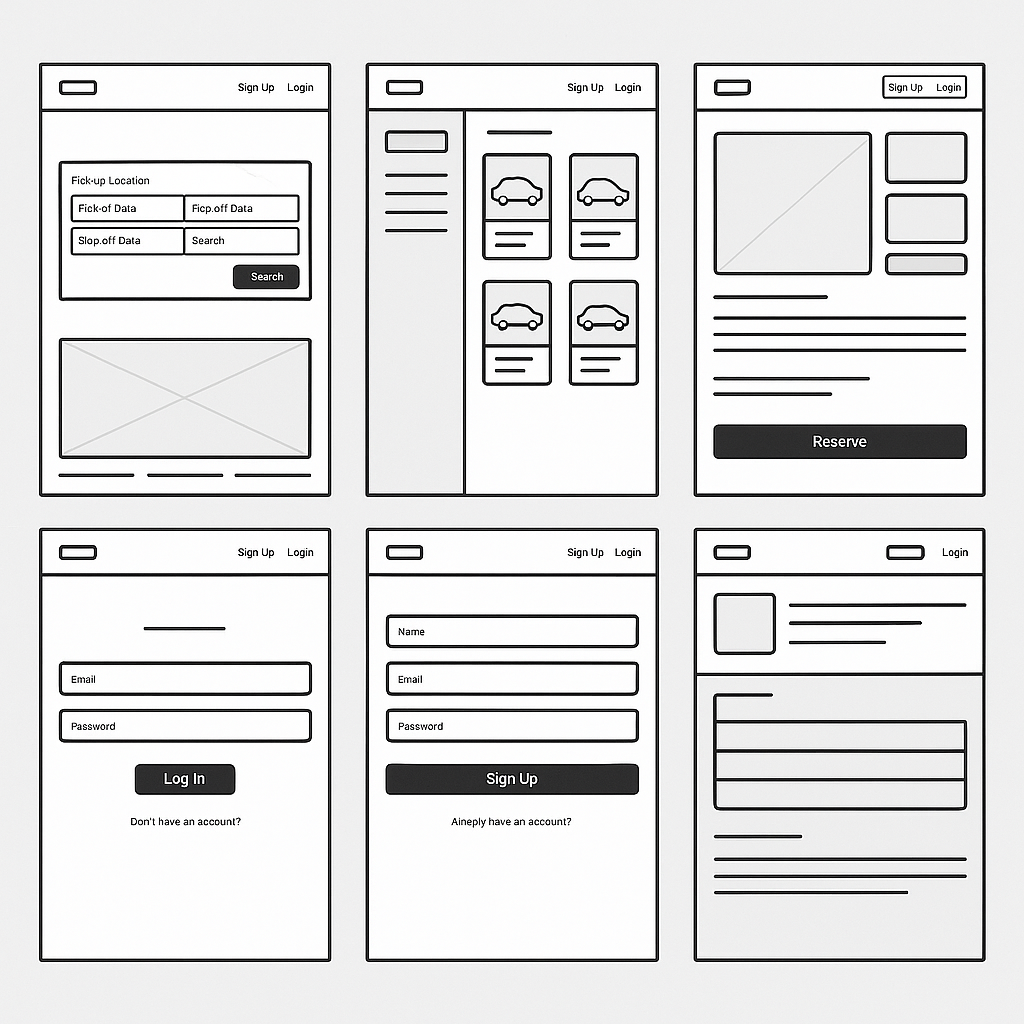 Sign Up Login
Fick-up Location
Fick-of Data Ficp.off Data
Slop.off Data Search
Search
Sign Up Login
Sign Up Login
Reserve
Sign Up Login
Email
Password
Log In
Don't have an account?
Sign Up Login
Name
Email
Password
Sign Up
Aineply have an account?
Login